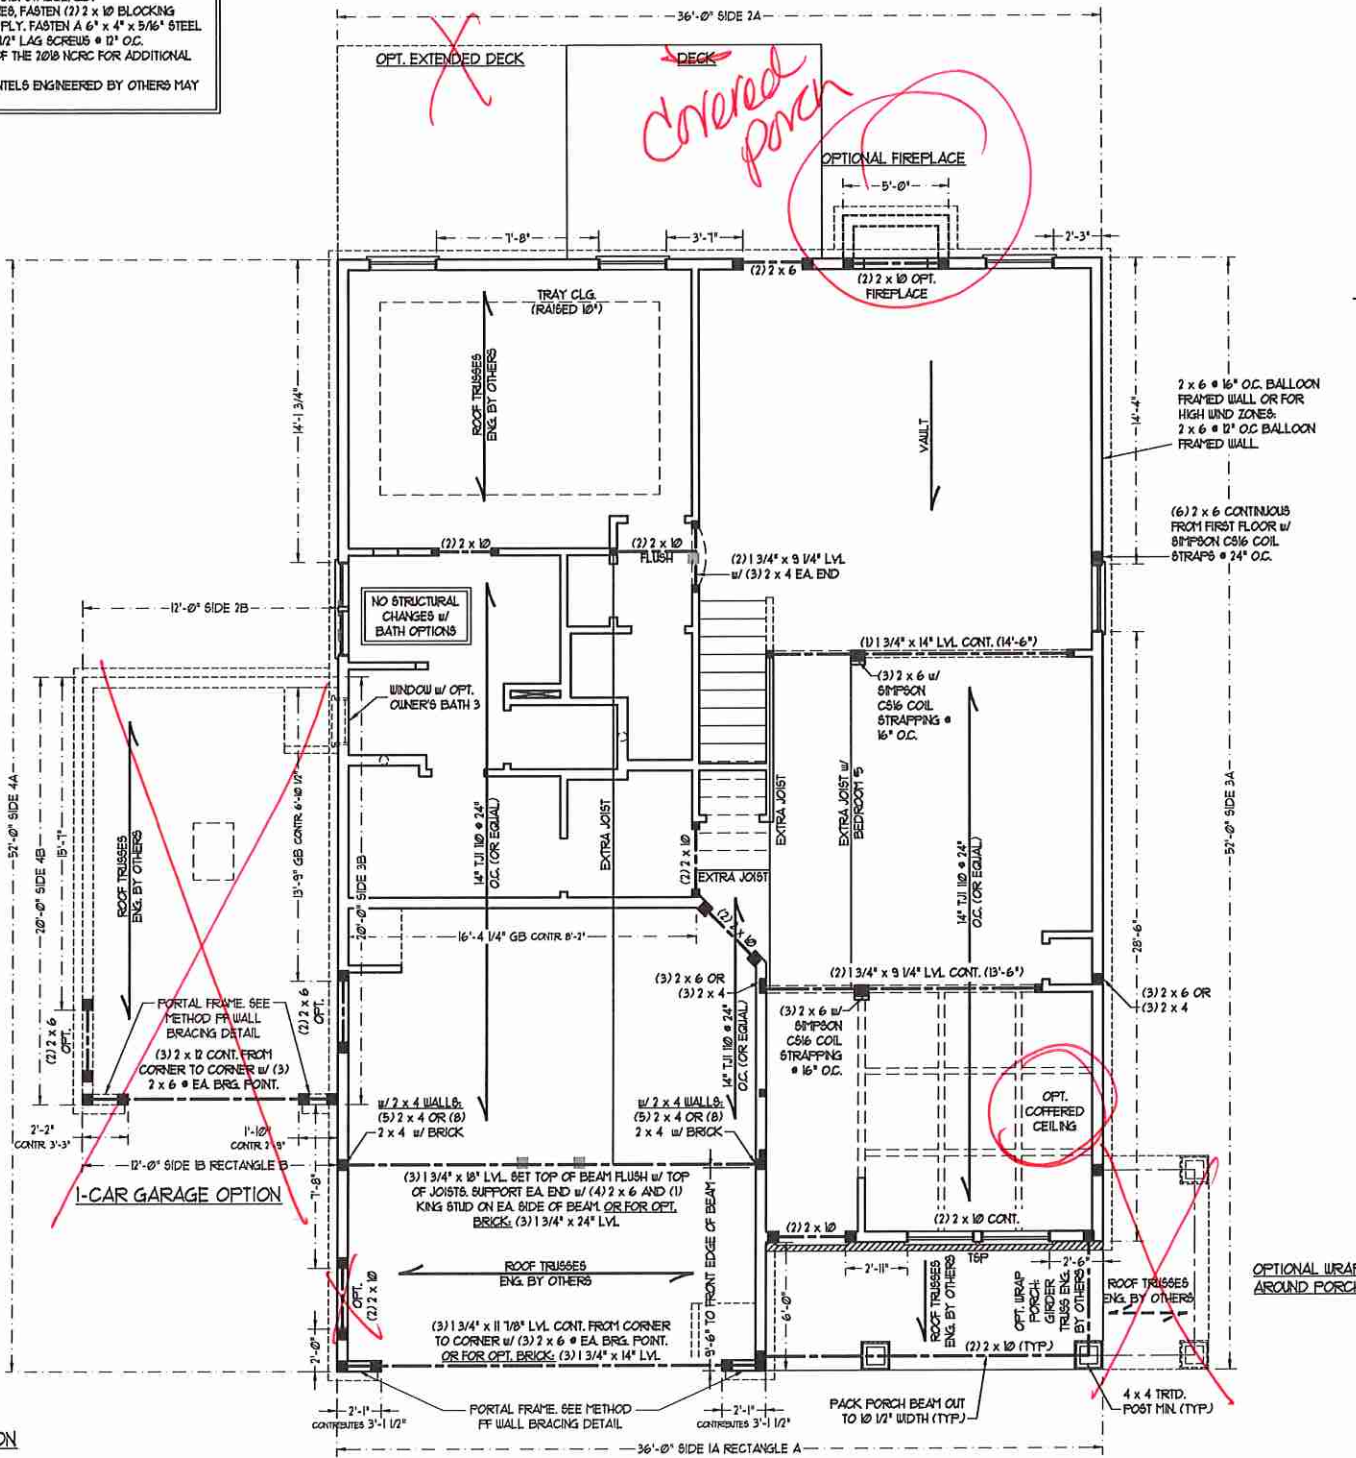 ES, FASTEN (2) 2 x 10 BLOCKING
PLY. FASTEN A 6" x 4" x 5/16" STEEL
1/2" LAG SCREWS @ 12" O.C.
OF THE 2018 NCRC FOR ADDITIONAL
NTELS ENGINEERED BY OTHERS MAY
36'-0" SIDE 2A
OPT. EXTENDED DECK
DECK
Covered
porch
OPTIONAL FIREPLACE
5'-0"
7'-8"
3'-7"
2'-3"
(2) 2 x 6
(2) 2 x 10 OPT.
FIREPLACE
TRAY CLG.
(RAISED 10")
ROOF TRUSSES
ENG. BY OTHERS
VAULT
14'-1 3/4"
14'-4"
2 x 6 @ 16" O.C. BALLOON
FRAMED WALL OR FOR
HIGH WIND ZONES:
2 x 6 @ 12" O.C BALLOON
FRAMED WALL
(6) 2 x 6 CONTINUOUS
FROM FIRST FLOOR w/
SIMPSON CS16 COIL
STRAPS @ 24" O.C.
(2) 2 x 10
(2) 2 x 10
FLUSH
(2) 1 3/4" x 9 1/4" LVL
w/ (3) 2 x 4 EA. END
NO STRUCTURAL
CHANGES w/
BATH OPTIONS
12'-0" SIDE 2B
(1) 1 3/4" x 14" LVL CONT. (14'-6")
(3) 2 x 6 w/
SIMPSON
CS16 COIL
STRAPPING @
16" O.C.
WINDOW w/ OPT.
OWNER'S BATH 3
52'-0" SIDE 4A
20'-0" SIDE 4B
15'-7"
ROOF TRUSSES
ENG. BY OTHERS
13'-9" GB CONTR. 6'-10 1/2"
20'-0" SIDE 3B
14" TJI 110 @ 24"
O.C. (OR EQUAL)
EXTRA JOIST
(2) 2 x 10
EXTRA JOIST
EXTRA JOIST
EXTRA JOIST w/
BEDROOM #5
14" TJI 110 @ 24"
O.C. (OR EQUAL)
52'-0" SIDE 3A
28'-6"
(2) 2 x 10
16'-4 1/4" GB CONTR 8'-2"
(2) 1 3/4" x 9 1/4" LVL CONT. (13'-6")
(3) 2 x 6 OR
(3) 2 x 4
(3) 2 x 6 OR
(3) 2 x 4
(3) 2 x 6 w/
SIMPSON
CS16 COIL
STRAPPING
@ 16" O.C.
14" TJI 110 @ 24"
O.C. (OR EQUAL)
(2) 2 x 6
OPT.
(2) 2 x 6
OPT.
PORTAL FRAME. SEE
METHOD PF WALL
BRACING DETAIL
(3) 2 x 12 CONT. FROM
CORNER TO CORNER w/ (3)
2 x 6 @ EA. BRG. POINT.
OPT.
COFFERED
CEILING
w/ 2 x 4 WALLS:
(5) 2 x 4 OR (8)
2 x 4 w/ BRICK
w/ 2 x 4 WALLS:
(5) 2 x 4 OR (8)
2 x 4 w/ BRICK
2'-2"
CONTR 3'-3"
1'-10"
CONTR 2'-9"
12'-0" SIDE 1B RECTANGLE B
1-CAR GARAGE OPTION
7'-8"
(3) 1 3/4" x 18" LVL. SET TOP OF BEAM FLUSH w/ TOP
OF JOISTS. SUPPORT EA. END w/ (4) 2 x 6 AND (1)
KING STUD ON EA. SIDE OF BEAM. OR FOR OPT.
BRICK: (3) 1 3/4" x 24" LVL
9'-6" TO FRONT EDGE OF BEAM
(2) 2 x 10
(2) 2 x 10 CONT.
TSP
2'-11"
2'-6"
ROOF TRUSSES
ENG. BY OTHERS
OPT.
(2) 2 x 10
ROOF TRUSSES
ENG. BY OTHERS
OPT. WRAP
PORCH:
GIRDER
TRUSS ENG.
BY OTHERS
ROOF TRUSSES
ENG. BY OTHERS
OPTIONAL WRAP
AROUND PORCH
6'-0"
(3) 1 3/4" x 11 7/8" LVL CONT. FROM CORNER
TO CORNER w/ (3) 2 x 6 @ EA. BRG. POINT.
OR FOR OPT. BRICK: (3) 1 3/4" x 14" LVL
2'-0"
(2) 2 x 10 (TYP.)
2'-1"
CONTRIBUTES 3'-1 1/2"
PORTAL FRAME. SEE METHOD
PF WALL BRACING DETAIL
2'-1"
CONTRIBUTES 3'-1 1/2"
PACK PORCH BEAM OUT
TO 10 1/2" WIDTH (TYP.)
4 x 4 TRTD.
POST MIN. (TYP.)
ON
36'-0" SIDE 1A RECTANGLE A